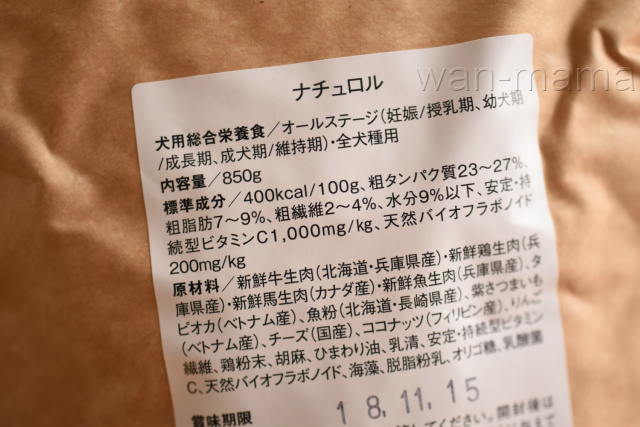 wan-mama
ナチュロル
犬用総合栄養食／オールステージ（妊娠/授乳期、幼犬期
/成長期、成犬期/維持期）・全犬種用
内容量／850g
標準成分／400kcal/100g、粗タンパク質23〜27%、
粗脂肪7〜9%、粗繊維2〜4%、水分9%以下、安定・持
続型ビタミンC1,000mg/kg、天然バイオフラボノイド
200mg/kg
原材料／新鮮牛生肉（北海道・兵庫県産）・新鮮鶏生肉（兵
庫県産）・新鮮馬生肉（カナダ産）・新鮮魚生肉（兵庫県産）、タ
ピオカ（ベトナム産）、魚粉（北海道・長崎県産）、紫さつまいも
（ベトナム産）、チーズ（国産）、ココナッツ（フィリピン産）、りんご
繊維、鶏粉末、胡麻、ひまわり油、乳清、安定・持続型ビタミン
C、天然バイオフラボノイド、海藻、脱脂粉乳、オリゴ糖、乳酸菌
賞味期限 18.11.15
してください。開封後は